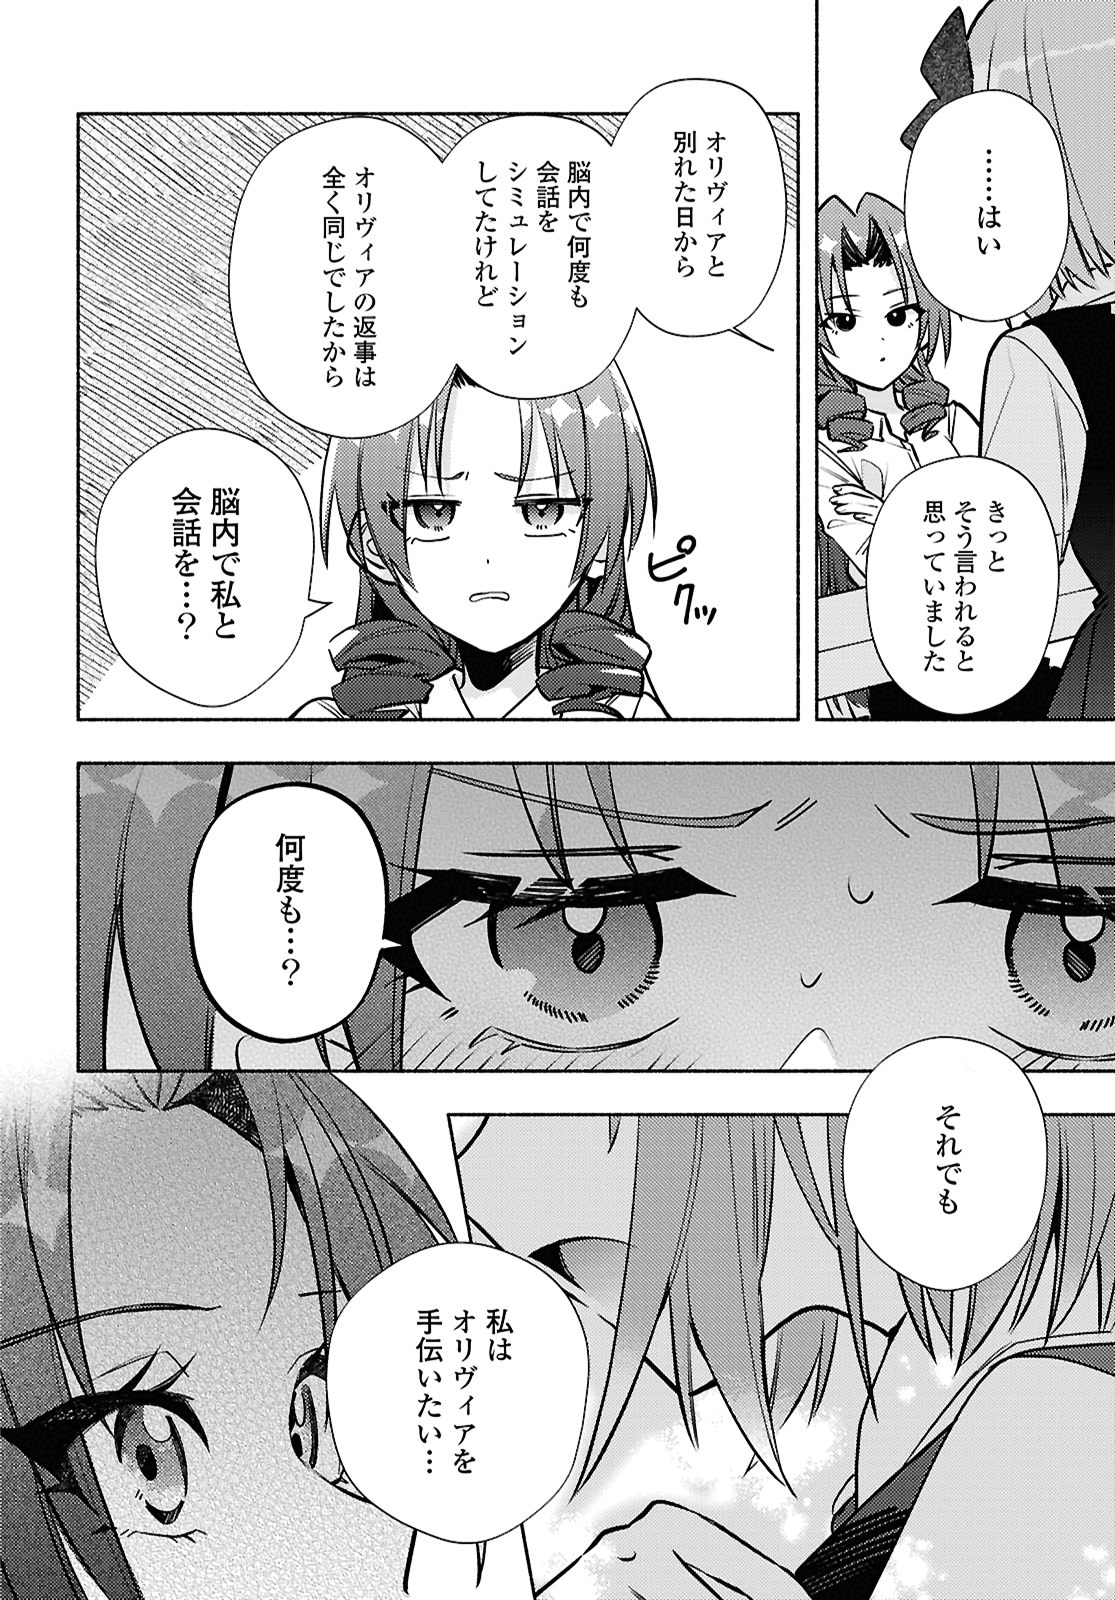 ……はい
きっと
そう言われると
思っていました
オリヴィアと
別れた日から
脳内で何度も
会話を
シミュレーション
してたけれど
オリヴィアの返事は
全く同じでしたから
ピクッ
脳内で私と
会話を…？
何度も…？
それでも
私は
オリヴィアを
手伝いたい…